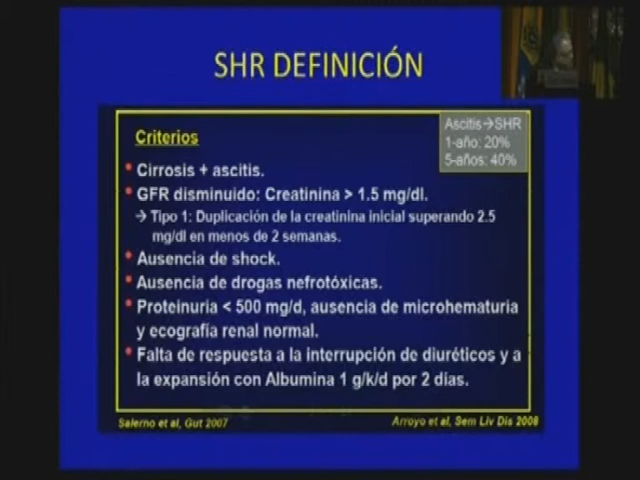 SHR DEFINICIÓN
Criterios
Ascitis→SHR
1-año: 20%
5-años: 40%
• Cirrosis + ascitis.
• GFR disminuido: Creatinina > 1.5 mg/dl.
→ Tipo 1: Duplicación de la creatinina inicial superando 2.5
mg/dl en menos de 2 semanas.
• Ausencia de shock.
• Ausencia de drogas nefrotóxicas.
• Proteinuria < 500 mg/d, ausencia de microhematuria
y ecografía renal normal.
• Falta de respuesta a la interrupción de diuréticos y a
la expansión con Albumina 1 g/k/d por 2 días.
Salerno et al, Gut 2007
Arroyo et al, Sem Liv Dis 2008